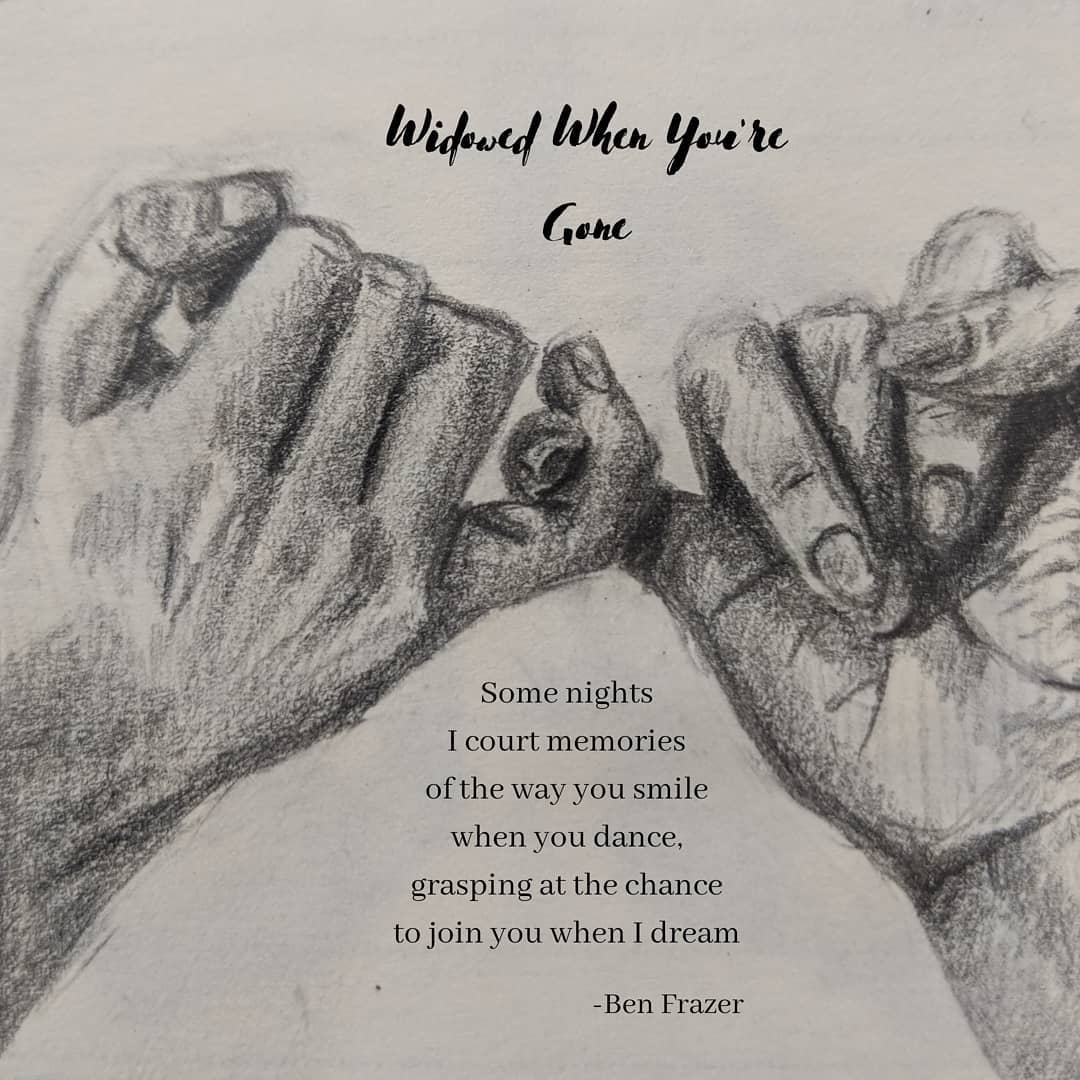 Widowed When You're
Gone
Some nights
I court memories
of the way you smile
when you dance,
grasping at the chance
to join you when I dream
-Ben Frazer